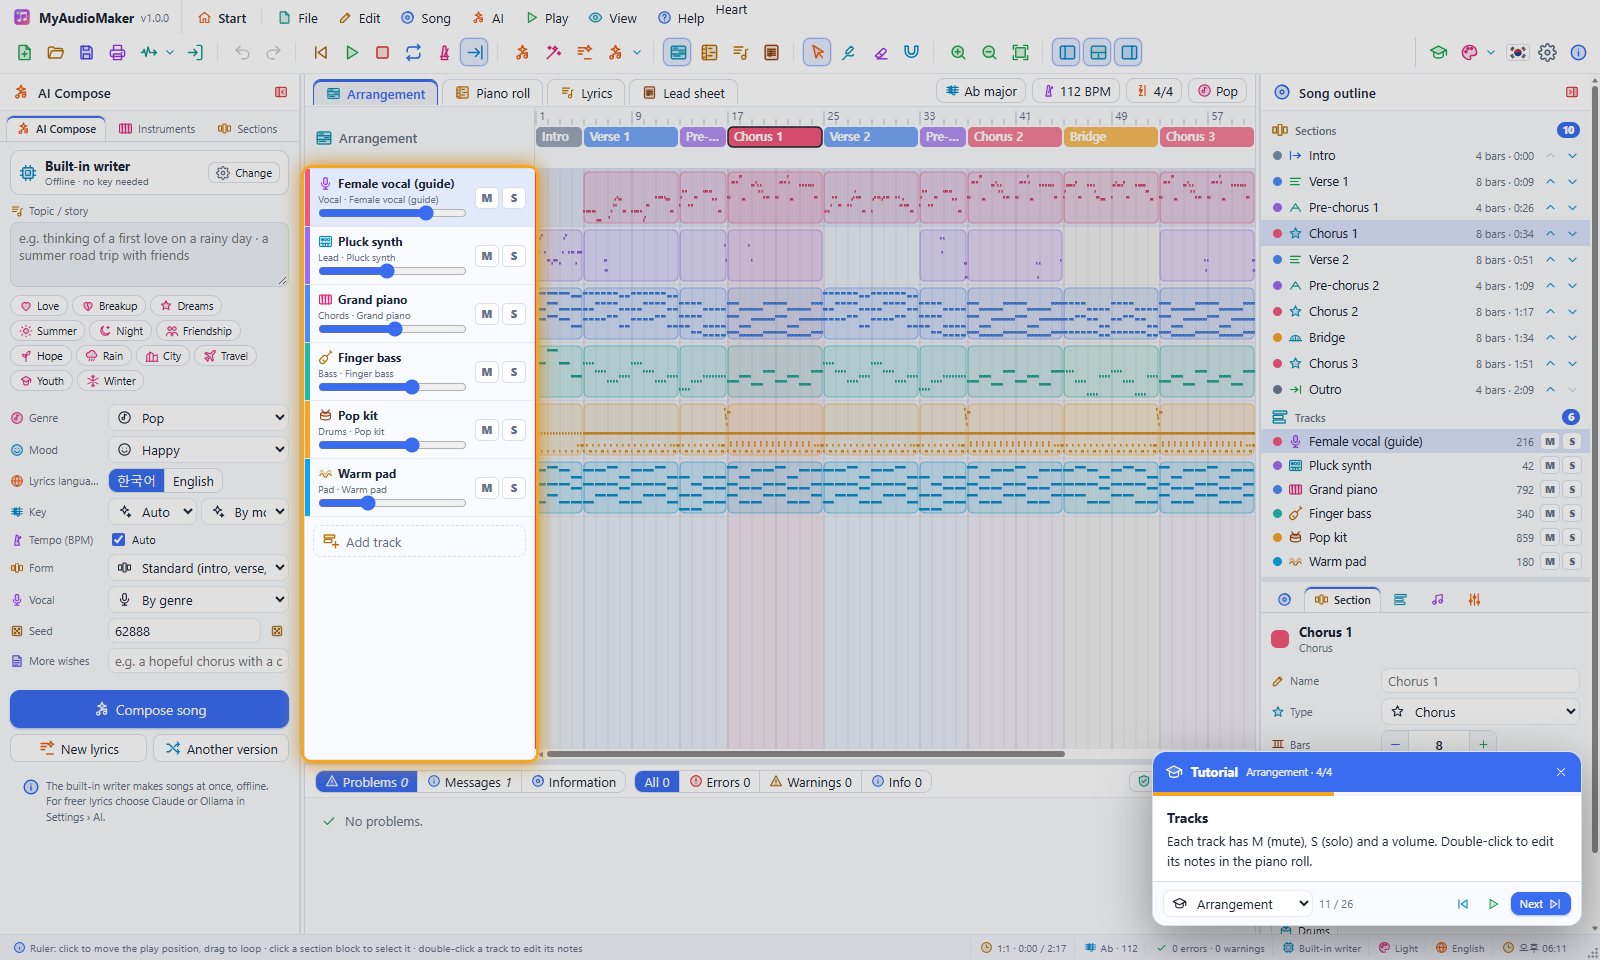 MyAudioMaker v1.0.0
Start File Edit Song AI Play View Help Heart
AI Compose
AI Compose Instruments Sections
Built-in writer
Offline · no key needed
Change
Topic / story
e.g. thinking of a first love on a rainy day · a
summer road trip with friends
Love Breakup Dreams
Summer Night Friendship
Hope Rain City Travel
Youth Winter
Genre Pop
Mood Happy
Lyrics langua... 한국어 English
Key Auto By mc
Tempo (BPM) Auto
Form Standard (intro, verse,
Vocal By genre
Seed 62888
More wishes e.g. a hopeful chorus with a c
Compose song
New lyrics Another version
The built-in writer makes songs at once, offline.
For freer lyrics choose Claude or Ollama in
Settings › AI.
Arrangement Piano roll Lyrics Lead sheet
Ab major 112 BPM 4/4 Pop
Arrangement
1 9 17 25 33 41 49 57
Intro Verse 1 Pre-... Chorus 1 Verse 2 Pre-... Chorus 2 Bridge Chorus 3
Female vocal (guide)
Vocal · Female vocal (guide)
M S
Pluck synth
Lead · Pluck synth
M S
Grand piano
Chords · Grand piano
M S
Finger bass
Bass · Finger bass
M S
Pop kit
Drums · Pop kit
M S
Warm pad
Pad · Warm pad
M S
Add track
Problems 0 Messages 1 Information All 0 Errors 0 Warnings 0 Info 0
No problems.
Song outline
Sections 10
Intro 4 bars · 0:00
Verse 1 8 bars · 0:09
Pre-chorus 1 4 bars · 0:26
Chorus 1 8 bars · 0:34
Verse 2 8 bars · 0:51
Pre-chorus 2 4 bars · 1:09
Chorus 2 8 bars · 1:17
Bridge 8 bars · 1:34
Chorus 3 8 bars · 1:51
Outro 4 bars · 2:09
Tracks 6
Female vocal (guide) 216 M S
Pluck synth 42 M S
Grand piano 792 M S
Finger bass 340 M S
Pop kit 859 M S
Warm pad 180 M S
Section
Chorus 1
Chorus
Name Chorus 1
Type Chorus
Bars − 8 +
Tutorial Arrangement · 4/4
Tracks
Each track has M (mute), S (solo) and a volume. Double-click to edit
its notes in the piano roll.
Arrangement 11 / 26 Next
Drums
Ruler: click to move the play position, drag to loop · click a section block to select it · double-click a track to edit its notes
1:1 · 0:00 / 2:17 Ab · 112 0 errors · 0 warnings Built-in writer Light English 오후 06:11